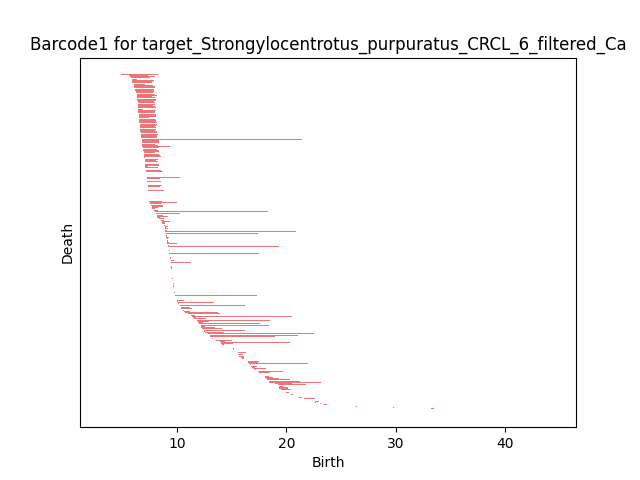 Barcode1 for target_Strongylocentrotus_purpuratus_CRCL_6_filtered_Ca
Death
10 20 30 40
Birth